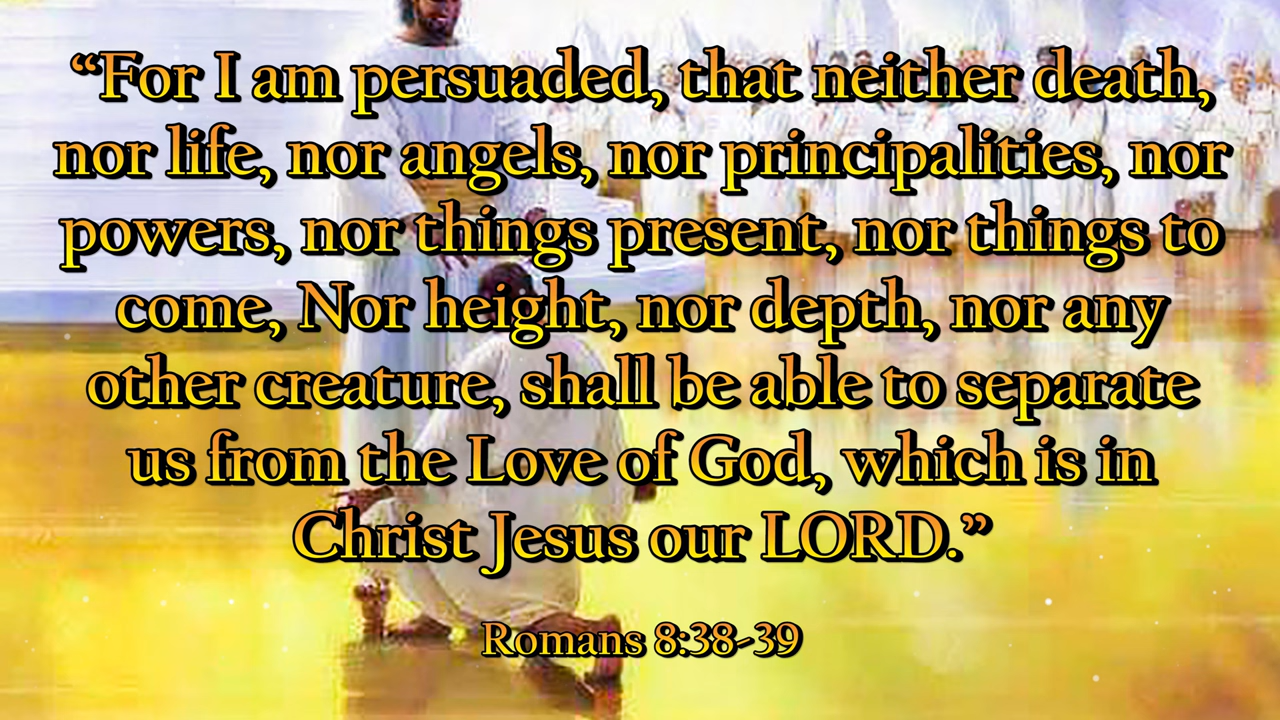 “For I am persuaded, that neither death,
nor life, nor angels, nor principalities, nor
powers, nor things present, nor things to
come, Nor height, nor depth, nor any
other creature, shall be able to separate
us from the Love of God, which is in
Christ Jesus our LORD.”
Romans 8:38-39